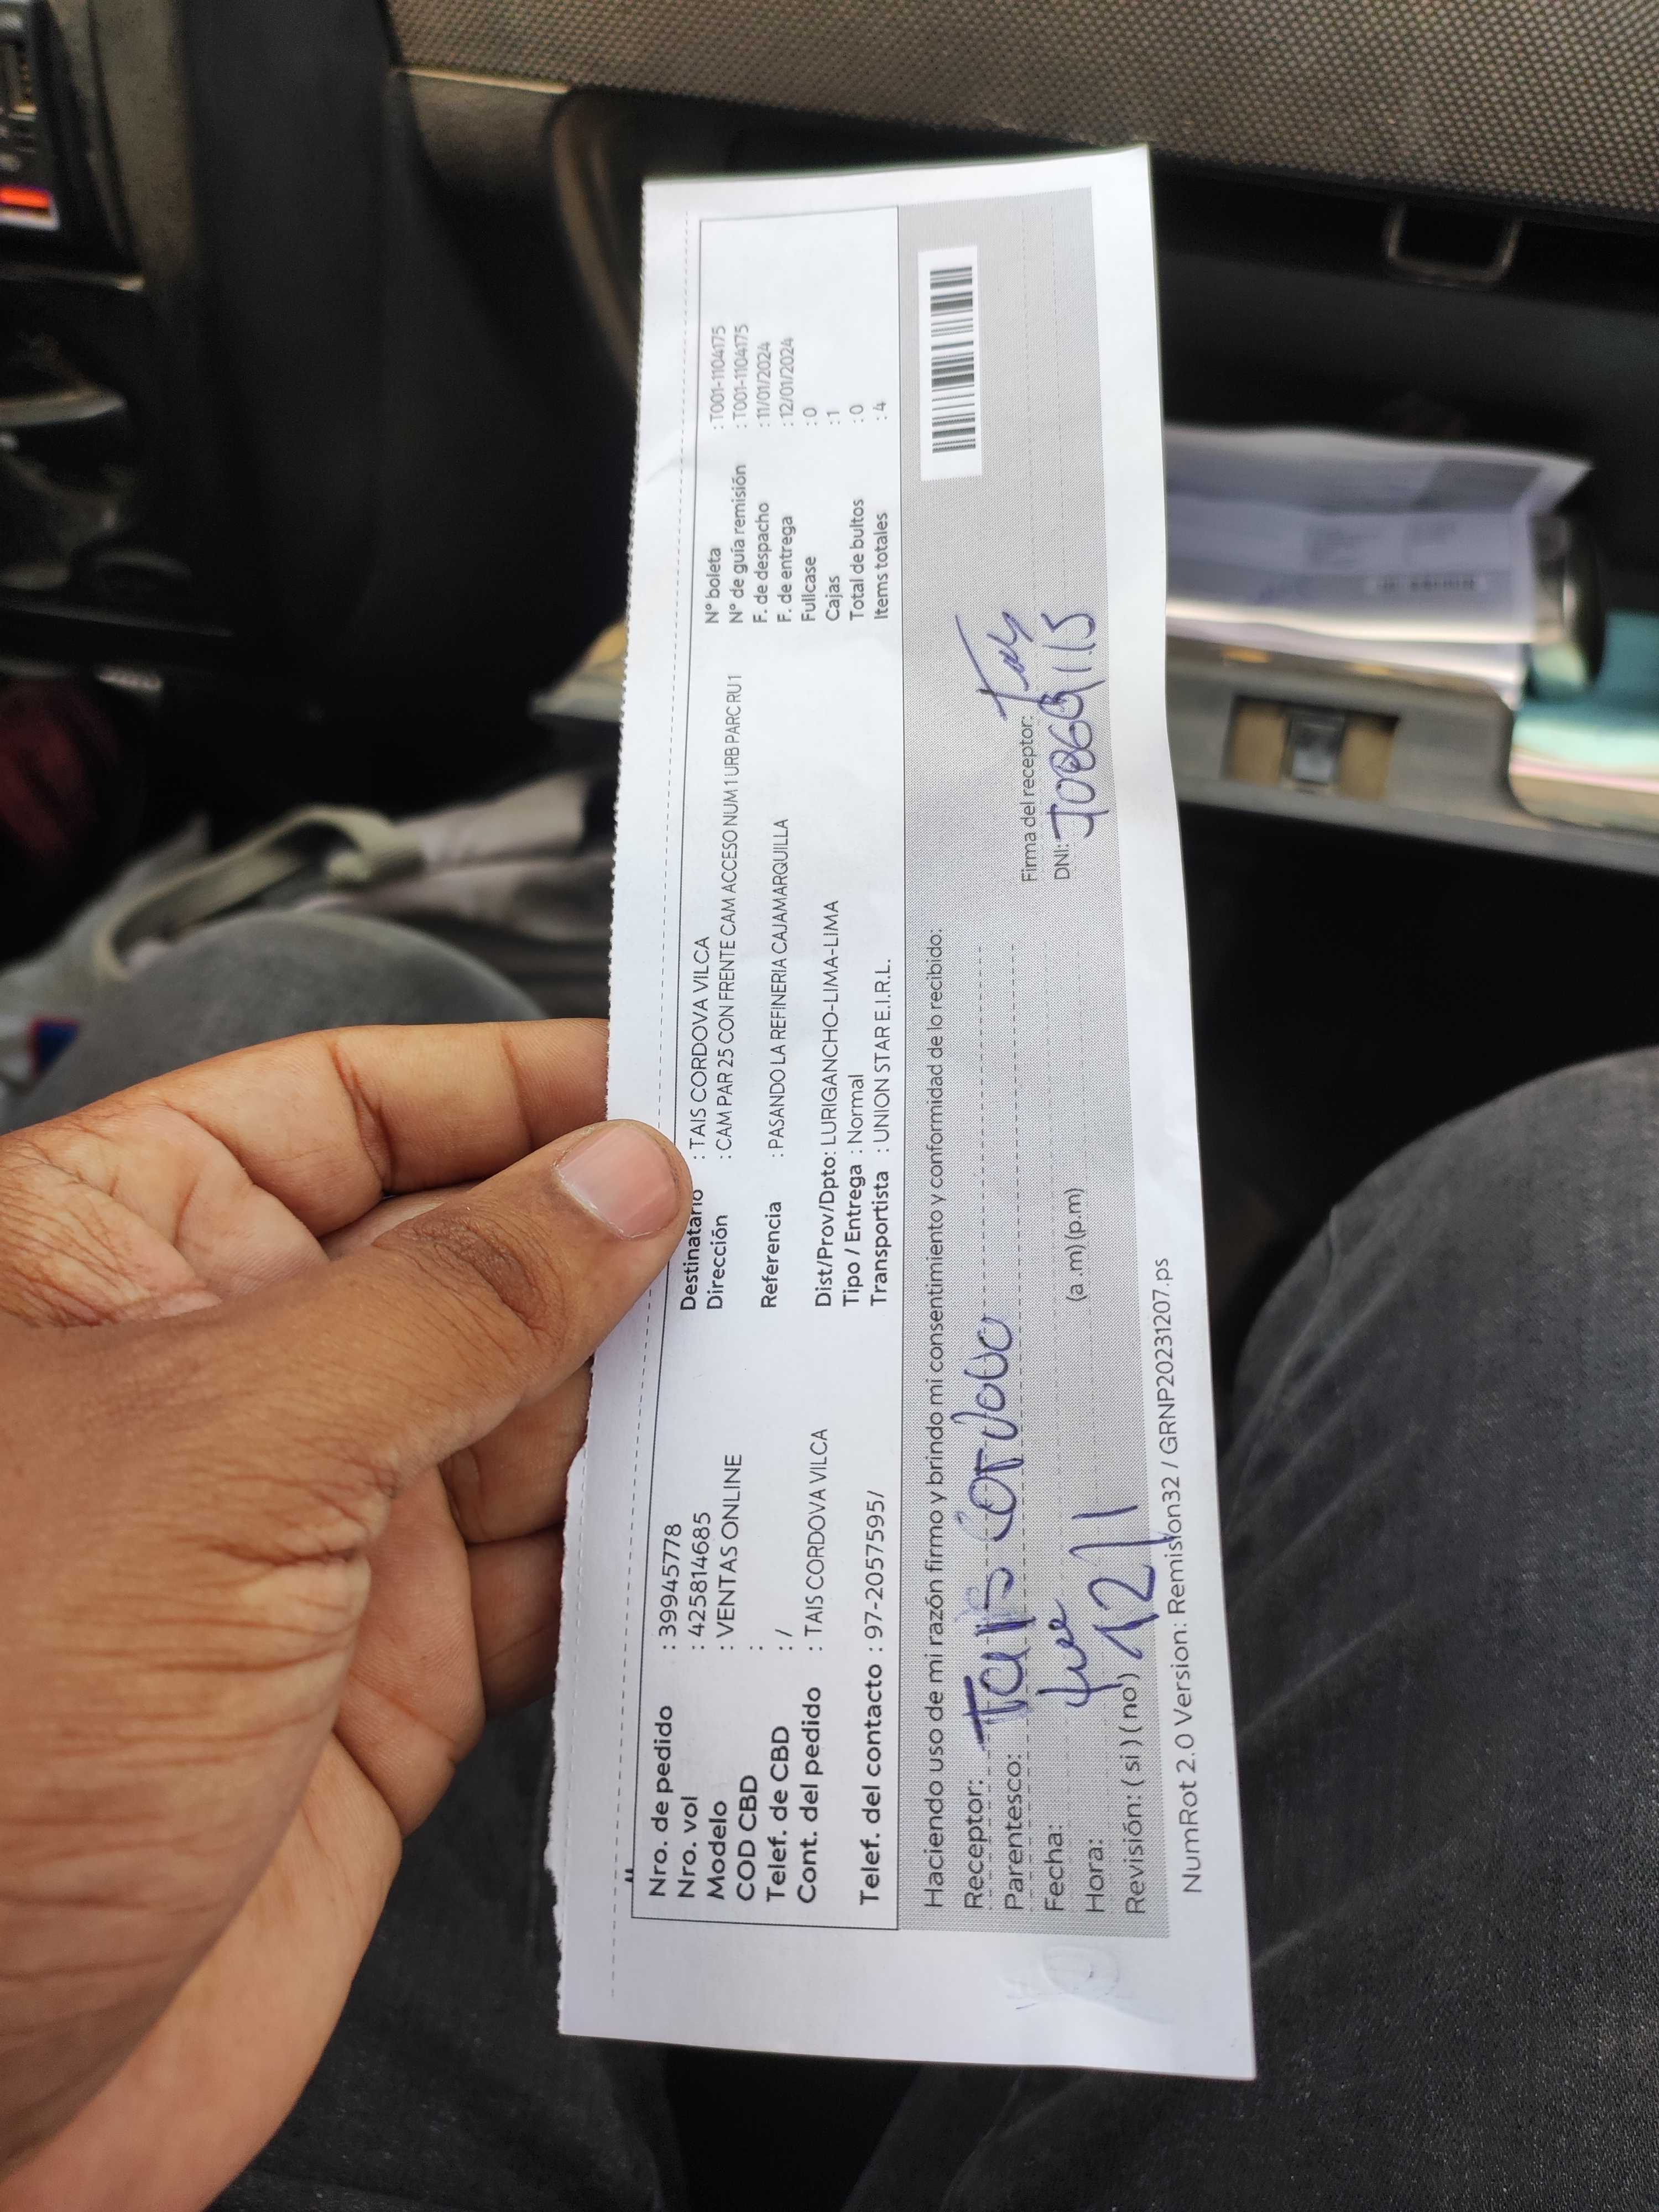 Nro. de pedido : 39945778
Nro. vol : 425814685
Modelo : VENTAS ONLINE
COD CBD :
Telef. de CBD : /
Cont. del pedido : TAIS CORDOVA VILCA
Telef. del contacto : 97-2057595/
Destinatario : TAIS CORDOVA VILCA
Dirección : CAM PAR 25 CON FRENTE CAM ACCESO NUM 1 URB PARC RU1
Referencia : PASANDO LA REFINERIA CAJAMARQUILLA
Dist/Prov/Dpto: LURIGANCHO-LIMA-LIMA
Tipo / Entrega : Normal
Transportista : UNION STAR E.I.R.L.
N° boleta : T001-1104175
N° de guía remisión : T001-1104175
F. de despacho : 11/01/2024
F. de entrega : 12/01/2024
Fullcase : 0
Cajas : 1
Total de bultos : 0
Items totales : 4
Haciendo uso de mi razón firmo y brindo mi consentimiento y conformidad de lo recibido:
Receptor: Tais Cordova
Parentesco:
Fecha:
Hora: (a .m) (p.m)
Revisión: ( si ) ( no ) 12/1
Firma del receptor:
DNI:
NumRot 2.0 Version: Remision32 / GRNP20231207.ps